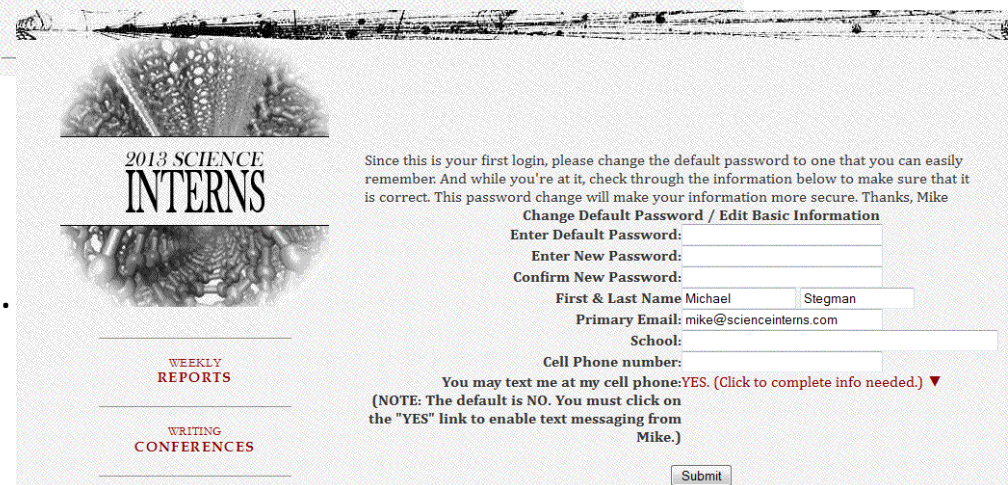 2013 SCIENCE
INTERNS
WEEKLY
REPORTS
WRITING
CONFERENCES
Since this is your first login, please change the default password to one that you can easily
remember. And while you're at it, check through the information below to make sure that it
is correct. This password change will make your information more secure. Thanks, Mike
Change Default Password / Edit Basic Information
Enter Default Password:
Enter New Password:
Confirm New Password:
First & Last Name Michael Stegman
Primary Email: mike@scienceinterns.com
School:
Cell Phone number:
You may text me at my cell phone: YES. (Click to complete info needed.) ▼
(NOTE: The default is NO. You must click on
the "YES" link to enable text messaging from
Mike.)
Submit